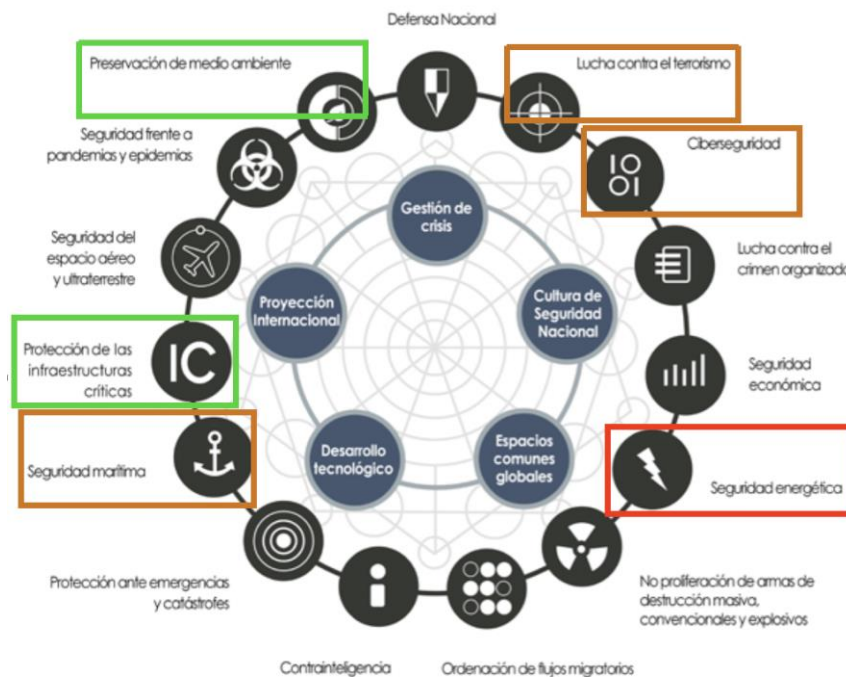 Defensa Nacional
Preservación de medio ambiente
Lucha contra el terrorismo
Seguridad frente a
pandemias y epidemias
Ciberseguridad
IO
OI
Gestión de
crisis
Seguridad del
espacio aéreo
y ultraterrestre
Lucha contra el
crimen organizado
Proyección
Internacional
Cultura de
Seguridad
Nacional
Protección de las
infraestructuras
críticas
IC
Seguridad
económica
Desarrollo
tecnológico
Espacios
comunes
globales
Seguridad marítima
Seguridad energética
Protección ante emergencias
y catástrofes
i
No proliferación de armas de
destrucción masiva,
convencionales y explosivos
Contrainteligencia
Ordenación de flujos migratorios